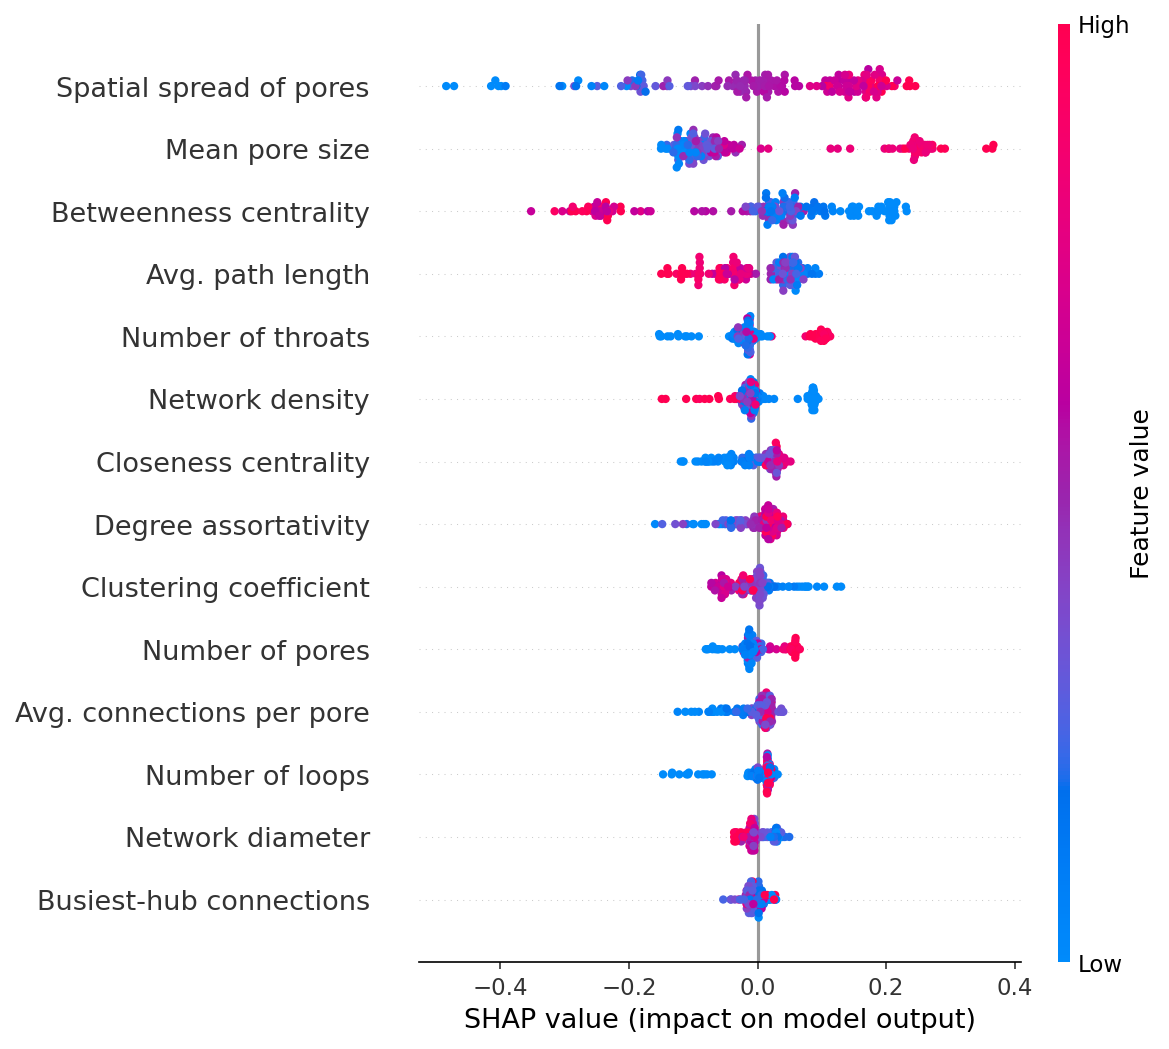 High
Spatial spread of pores
Mean pore size
Betweenness centrality
Avg. path length
Number of throats
Network density
Closeness centrality
Degree assortativity
Clustering coefficient
Number of pores
Avg. connections per pore
Number of loops
Network diameter
Busiest-hub connections
Feature value
Low
−0.4 −0.2 0.0 0.2 0.4
SHAP value (impact on model output)